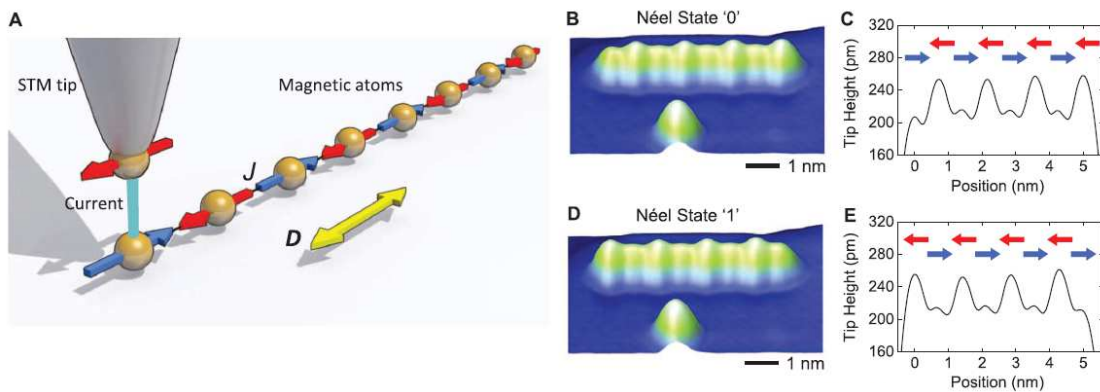 A
STM tip
Magnetic atoms
J
Current
D
B
Néel State ‘0’
1 nm
C
320
280
240
200
160
Tip Height (pm)
0 1 2 3 4 5
Position (nm)
D
Néel State ‘1’
1 nm
E
320
280
240
200
160
Tip Height (pm)
0 1 2 3 4 5
Position (nm)